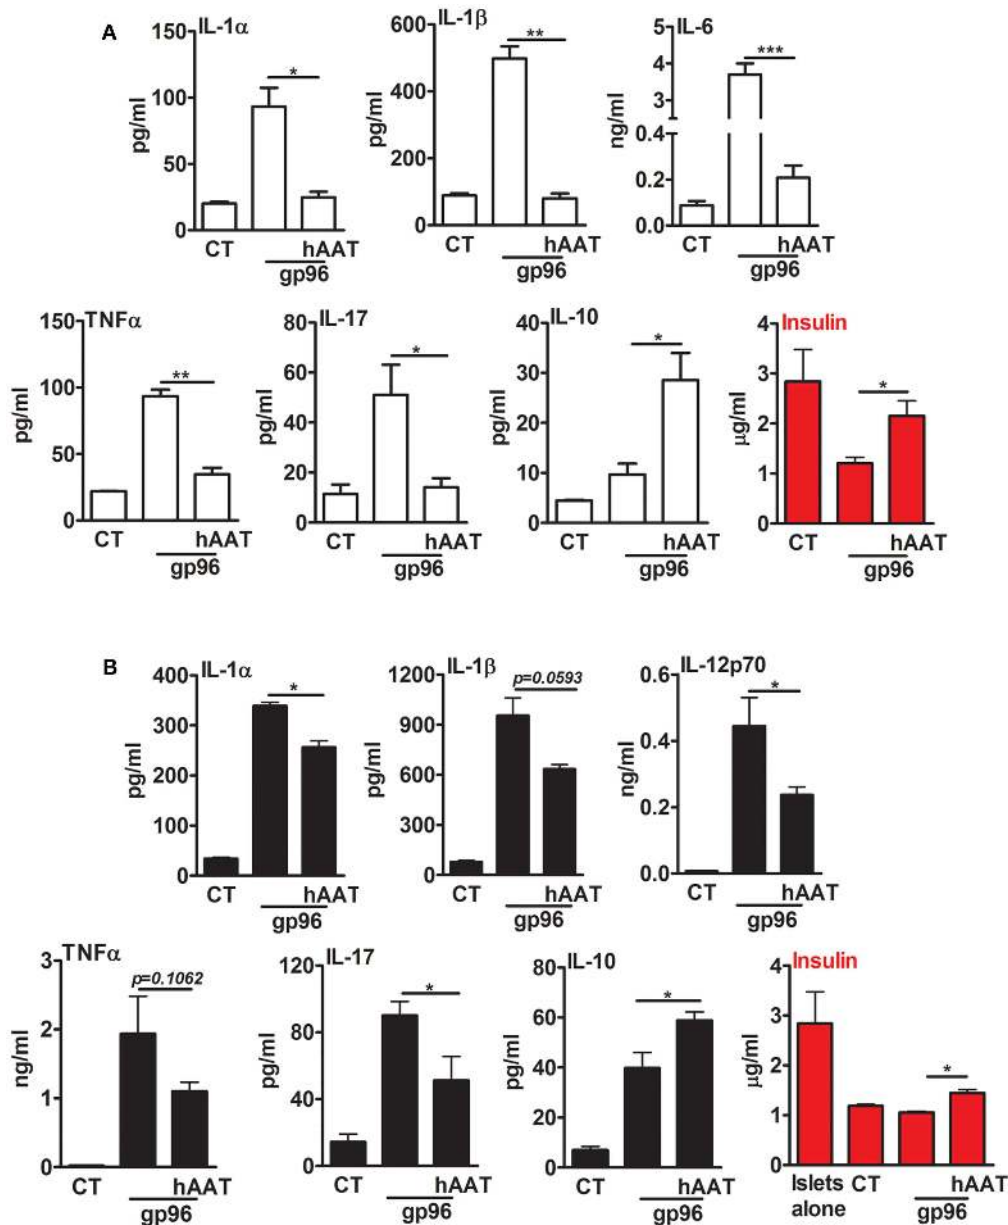 A
IL-1α
pg/ml
150
100
50
0
*
CT
hAAT
gp96
IL-1β
pg/ml
600
400
200
0
**
CT
hAAT
gp96
IL-6
ng/ml
5
4
3
0.4
0.2
0.0
***
CT
hAAT
gp96
TNFα
pg/ml
150
100
50
0
**
CT
hAAT
gp96
IL-17
pg/ml
80
60
40
20
0
*
CT
hAAT
gp96
IL-10
pg/ml
40
30
20
10
0
*
CT
hAAT
gp96
Insulin
µg/ml
4
3
2
1
0
*
CT
hAAT
gp96
B
IL-1α
pg/ml
400
300
200
100
0
*
CT
hAAT
gp96
IL-1β
pg/ml
1200
900
600
300
0
p=0.0593
CT
hAAT
gp96
IL-12p70
ng/ml
0.6
0.4
0.2
0.0
*
CT
hAAT
gp96
TNFα
ng/ml
3
2
1
0
p=0.1062
CT
hAAT
gp96
IL-17
pg/ml
120
80
40
0
*
CT
hAAT
gp96
IL-10
pg/ml
80
60
40
20
0
*
CT
hAAT
gp96
Insulin
µg/ml
4
3
2
1
0
*
Islets CT
hAAT
alone
gp96